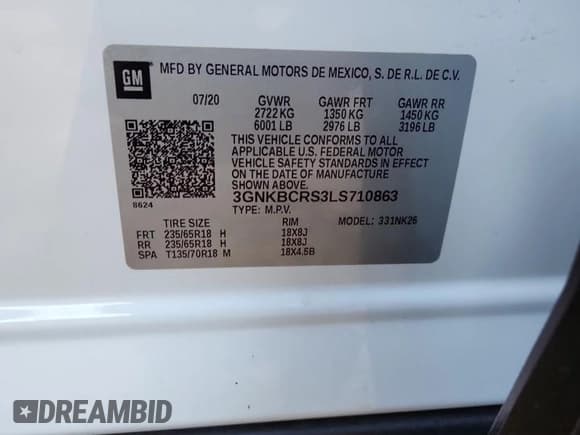 GM
MFD BY GENERAL MOTORS DE MEXICO, S. DE R.L. DE C.V.
07/20 GVWR GAWR FRT GAWR RR
2722 KG 1350 KG 1450 KG
6001 LB 2976 LB 3196 LB
THIS VEHICLE CONFORMS TO ALL
APPLICABLE U.S. FEDERAL MOTOR
VEHICLE SAFETY STANDARDS IN EFFECT
ON THE DATE OF MANUFACTURE
SHOWN ABOVE.
3GNKBCRS3LS710863
8624 TYPE: M.P.V. MODEL: 331NK26
TIRE SIZE RIM
FRT 235/65R18 H 18X8J
RR 235/65R18 H 18X8J
SPA T135/70R18 M 18X4.5B
DREAMBID